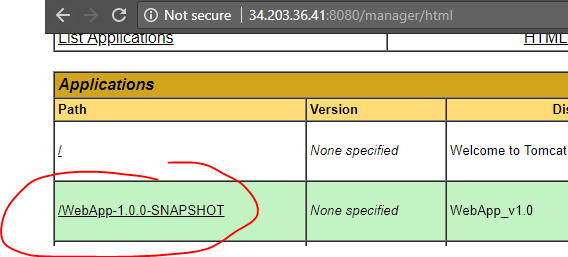 Not secure | 34.203.36.41:8080/manager/html
List Applications HTML
Applications
Path Version Dis
/ None specified Welcome to Tomcat
/WebApp-1.0.0-SNAPSHOT None specified WebApp_v1.0